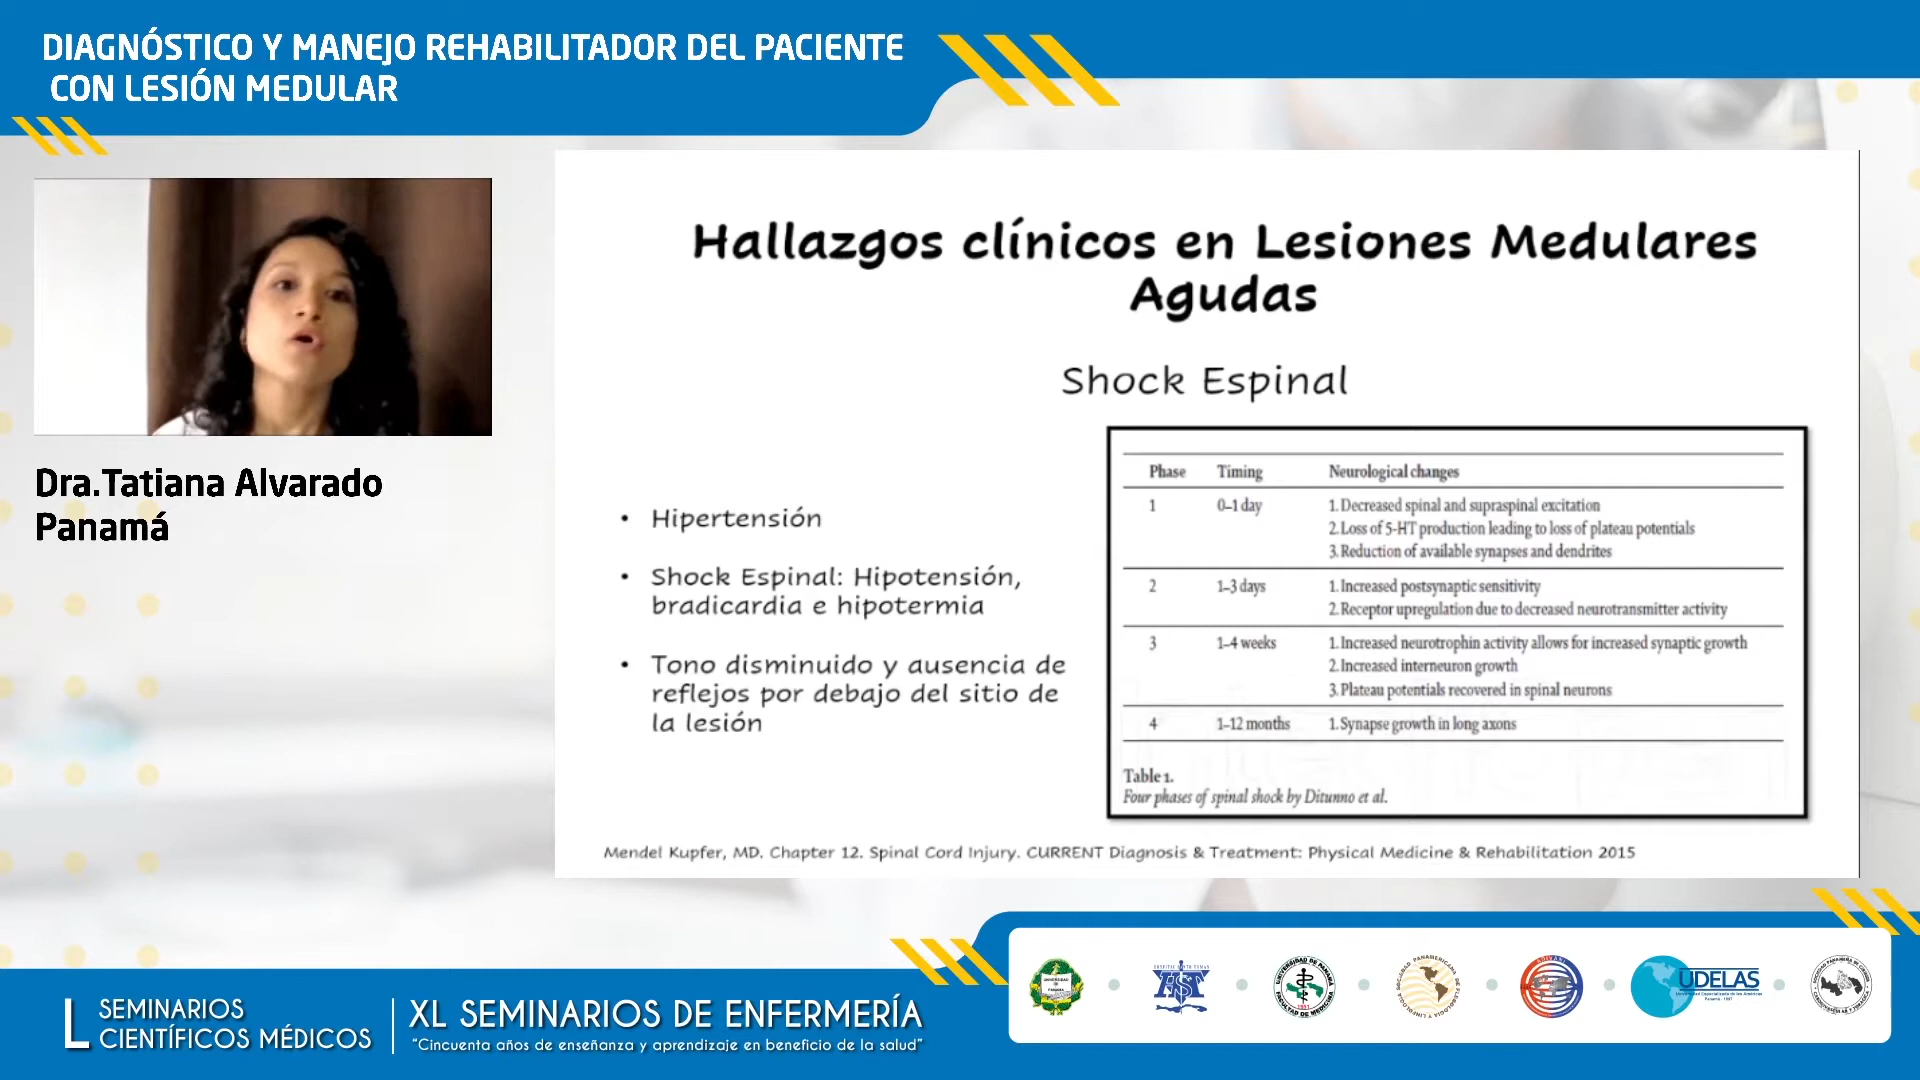 DIAGNÓSTICO Y MANEJO REHABILITADOR DEL PACIENTE
CON LESIÓN MEDULAR
Dra.Tatiana Alvarado
Panamá
Hallazgos clínicos en Lesiones Medulares
Agudas
Shock Espinal
• Hipertensión
• Shock Espinal: Hipotensión,
bradicardia e hipotermia
• Tono disminuido y ausencia de
reflejos por debajo del sitio de
la lesión
Phase Timing Neurological changes
1 0–1 day 1. Decreased spinal and supraspinal excitation
2. Loss of 5-HT production leading to loss of plateau potentials
3. Reduction of available synapses and dendrites
2 1–3 days 1. Increased postsynaptic sensitivity
2. Receptor upregulation due to decreased neurotransmitter activity
3 1–4 weeks 1. Increased neurotrophin activity allows for increased synaptic growth
2. Increased interneuron growth
3. Plateau potentials recovered in spinal neurons
4 1–12 months 1. Synapse growth in long axons
Table 1.
Four phases of spinal shock by Ditunno et al.
Mendel Kupfer, MD. Chapter 12. Spinal Cord Injury. CURRENT Diagnosis & Treatment: Physical Medicine & Rehabilitation 2015
L SEMINARIOS
CIENTÍFICOS MÉDICOS
XL SEMINARIOS DE ENFERMERÍA
"Cincuenta años de enseñanza y aprendizaje en beneficio de la salud"
UDELAS